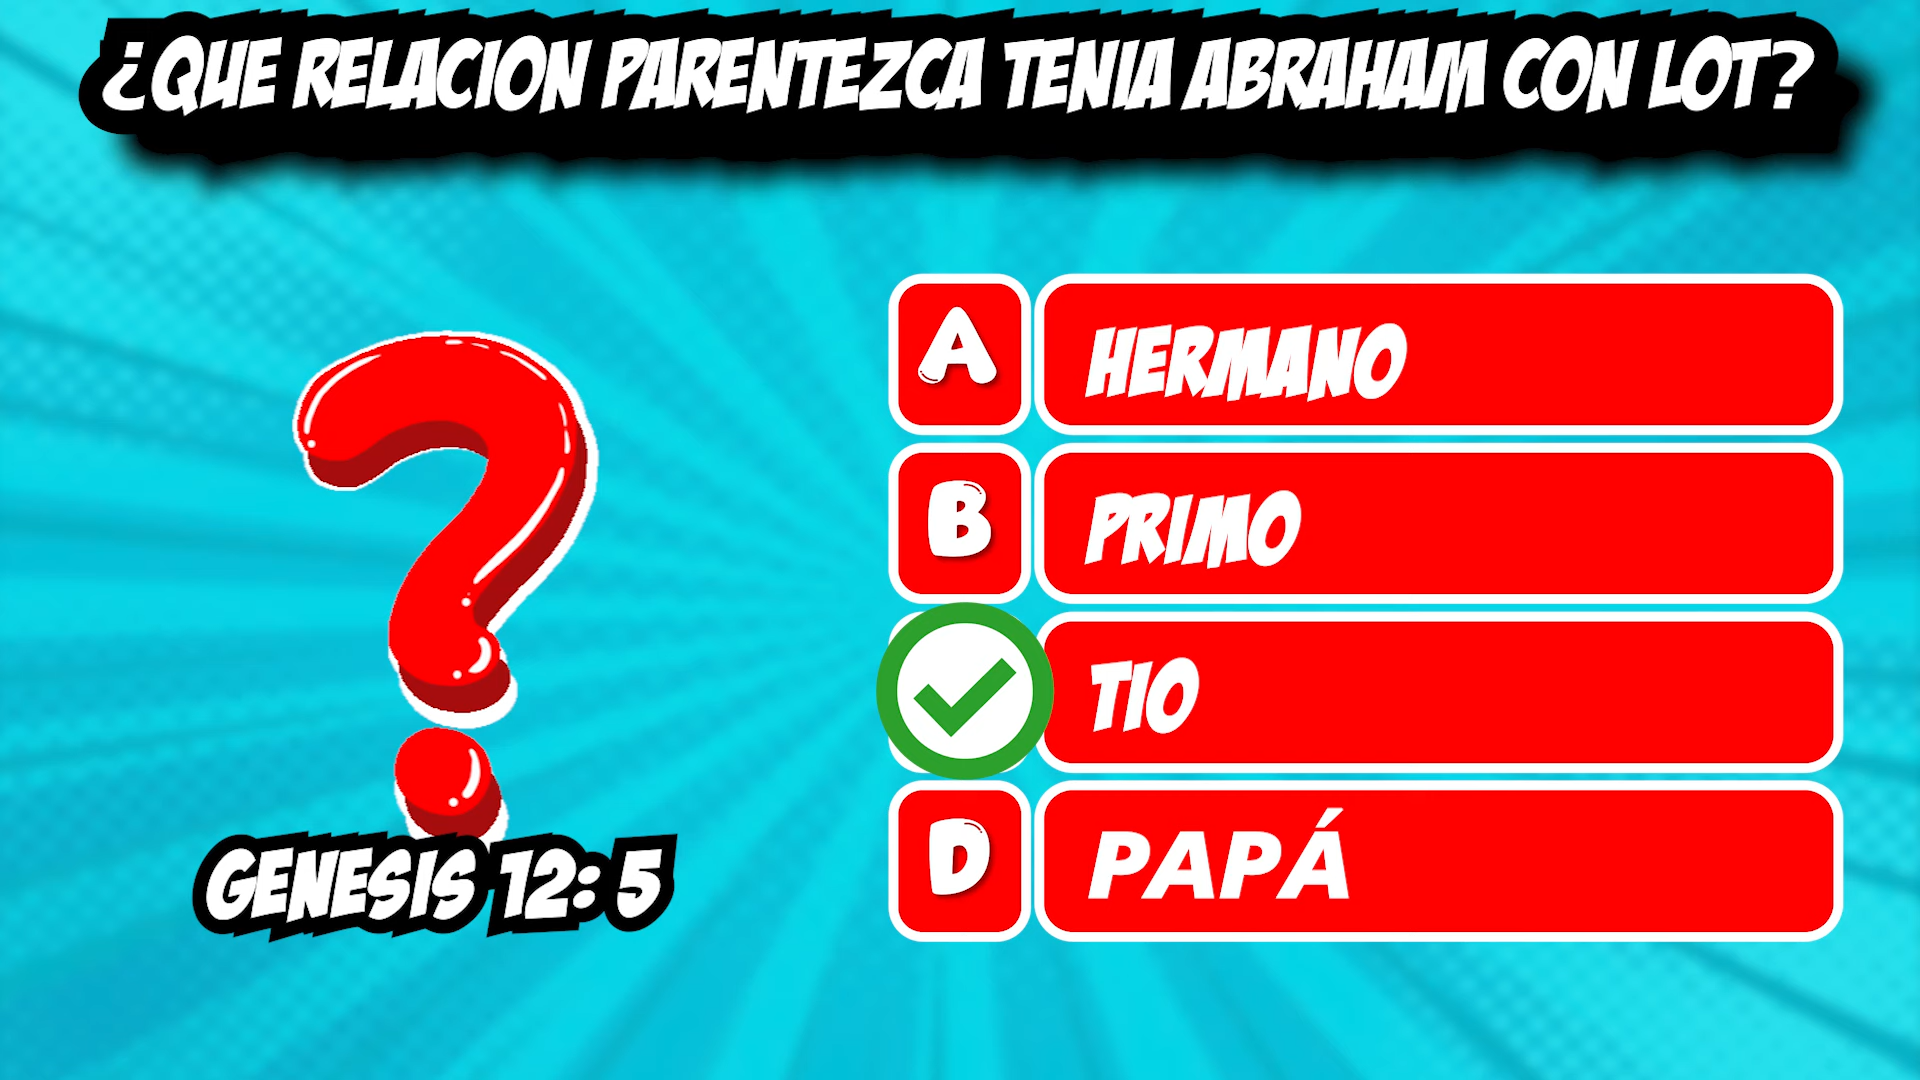 ¿QUE RELACION PARENTEZCA TENIA ABRAHAM CON LOT?
A HERMANO
B PRIMO
TIO
D PAPÁ
GENESIS 12: 5